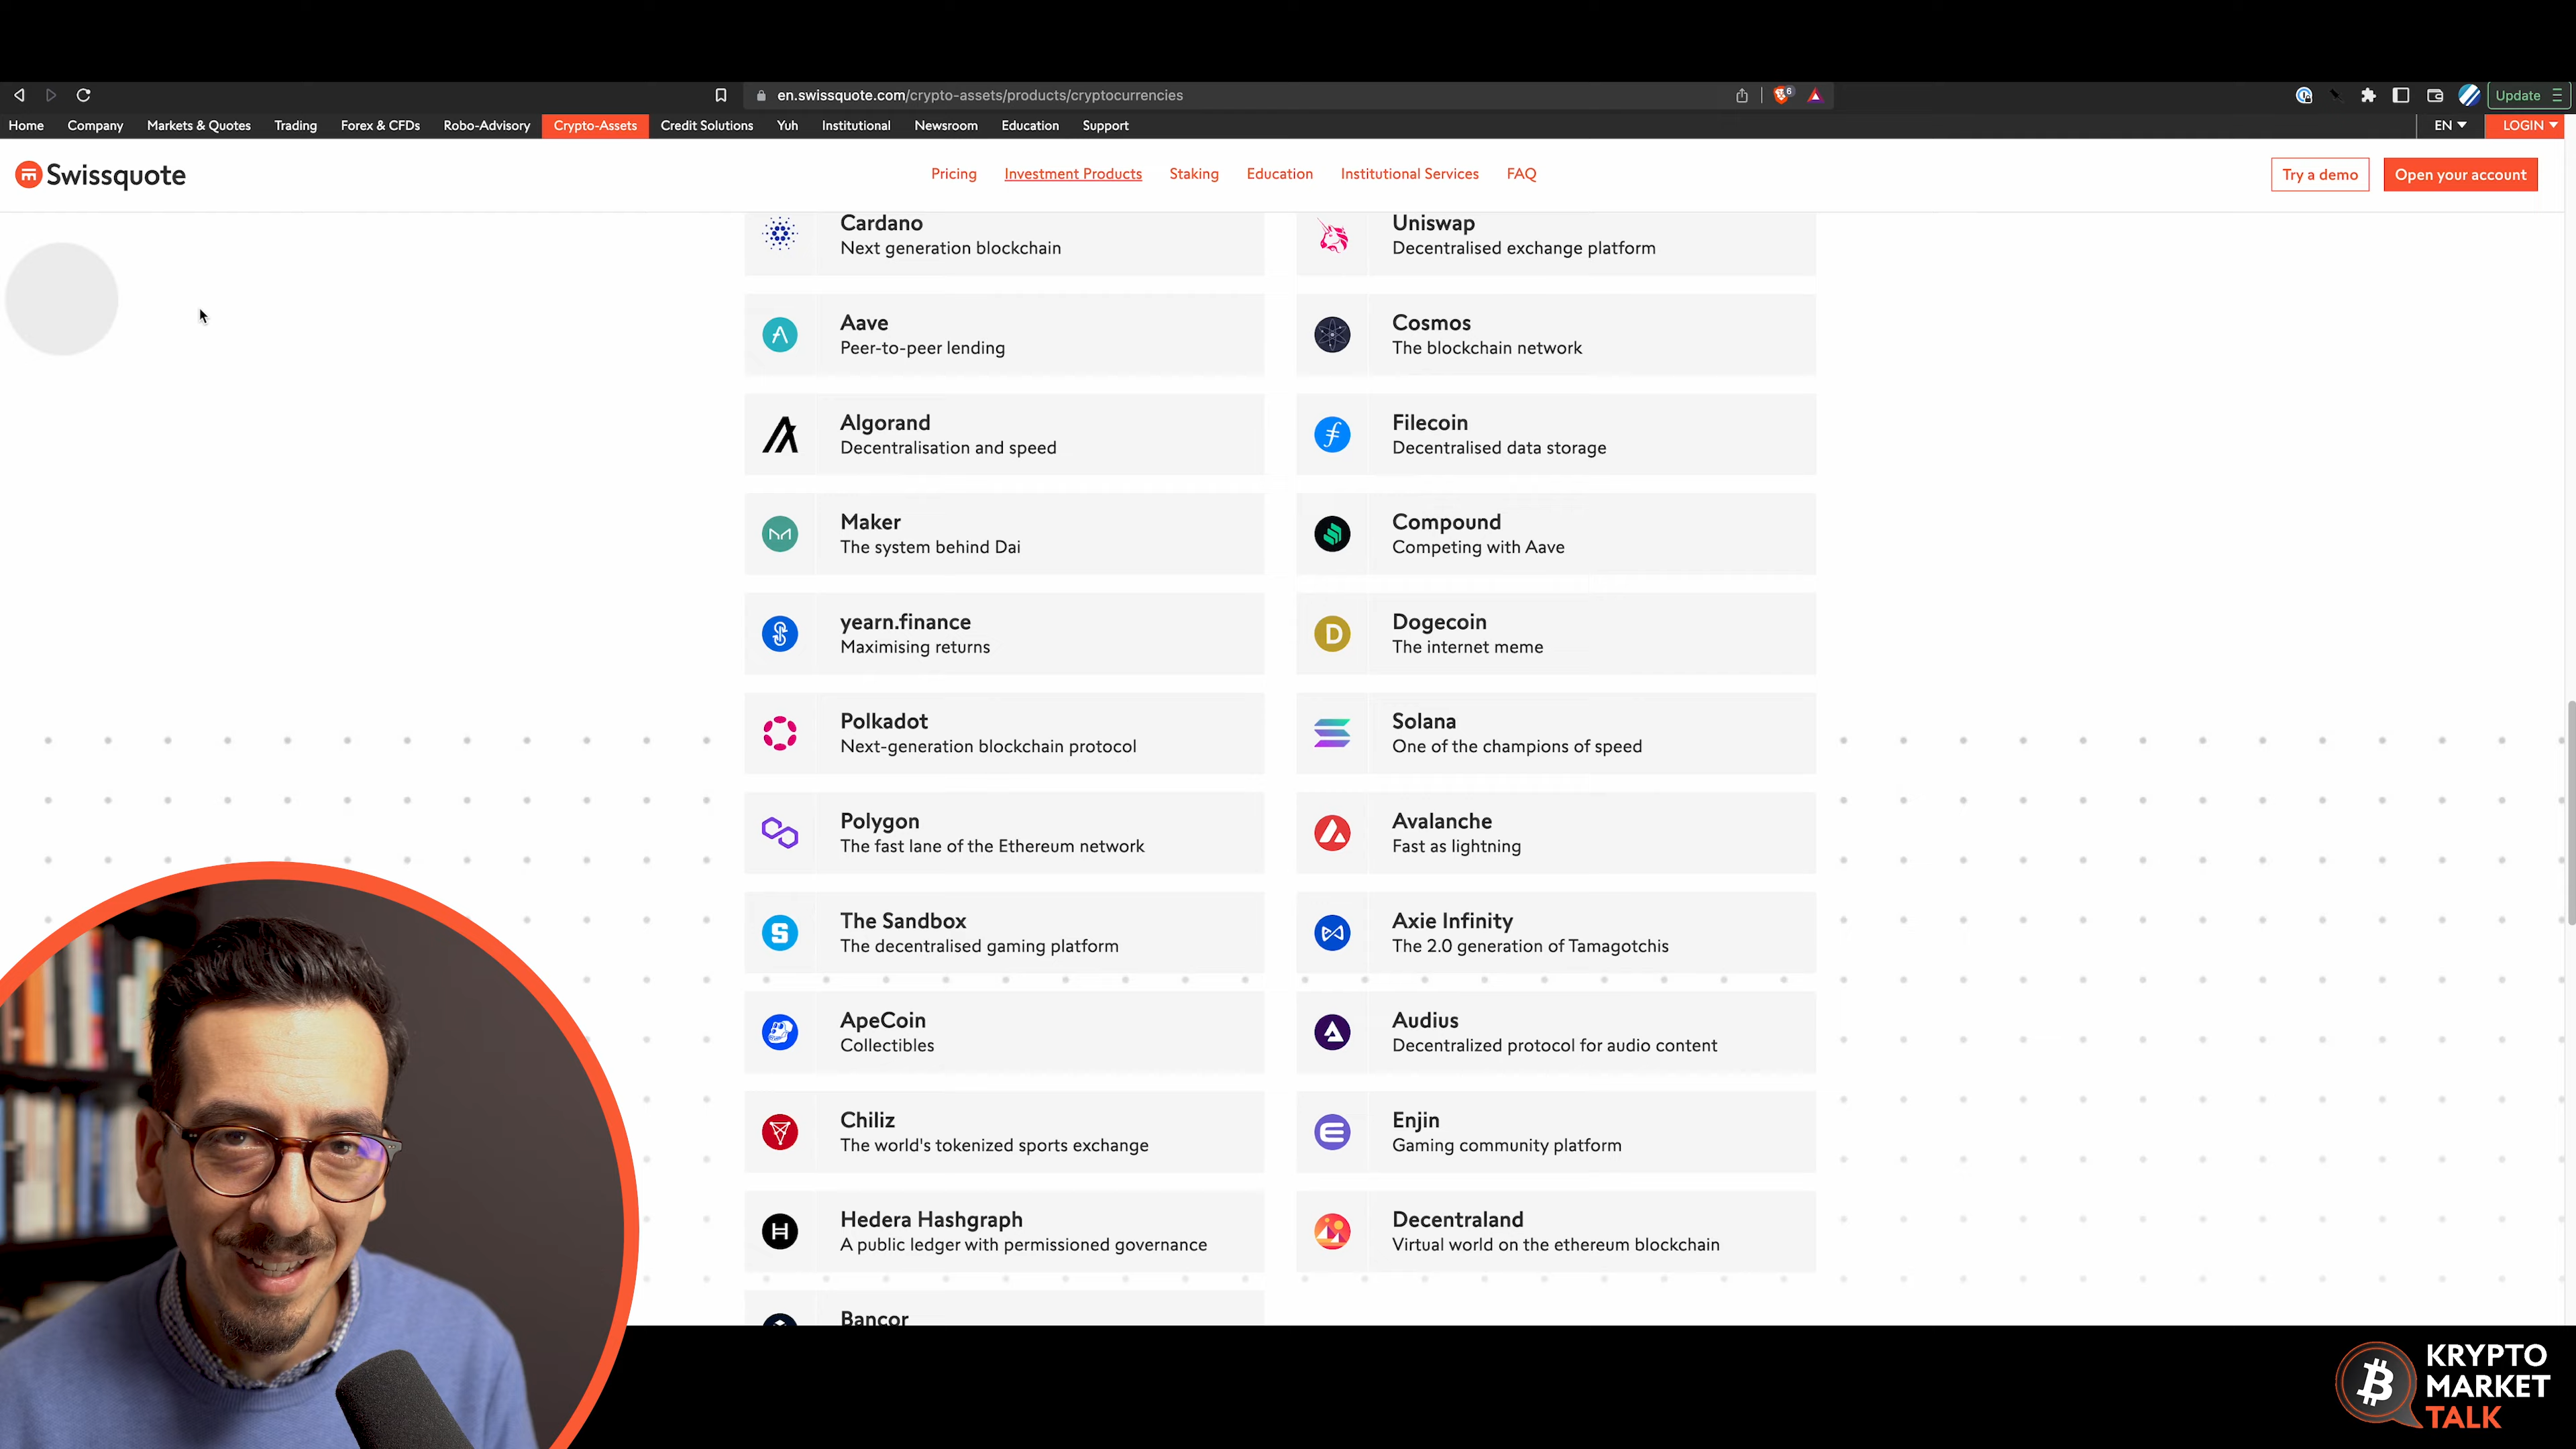 en.swissquote.com/crypto-assets/products/cryptocurrencies
6
Update
Home Company Markets & Quotes Trading Forex & CFDs Robo-Advisory Crypto-Assets Credit Solutions Yuh Institutional Newsroom Education Support EN LOGIN
Swissquote
Pricing Investment Products Staking Education Institutional Services FAQ
Try a demo Open your account
Cardano
Next generation blockchain
Uniswap
Decentralised exchange platform
Aave
Peer-to-peer lending
Cosmos
The blockchain network
Algorand
Decentralisation and speed
Filecoin
Decentralised data storage
Maker
The system behind Dai
Compound
Competing with Aave
yearn.finance
Maximising returns
D
Dogecoin
The internet meme
Polkadot
Next-generation blockchain protocol
Solana
One of the champions of speed
Polygon
The fast lane of the Ethereum network
Avalanche
Fast as lightning
S
The Sandbox
The decentralised gaming platform
Axie Infinity
The 2.0 generation of Tamagotchis
ApeCoin
Collectibles
Audius
Decentralized protocol for audio content
Chiliz
The world's tokenized sports exchange
Enjin
Gaming community platform
H
Hedera Hashgraph
A public ledger with permissioned governance
Decentraland
Virtual world on the ethereum blockchain
Bancor
KRYPTO
MARKET
TALK